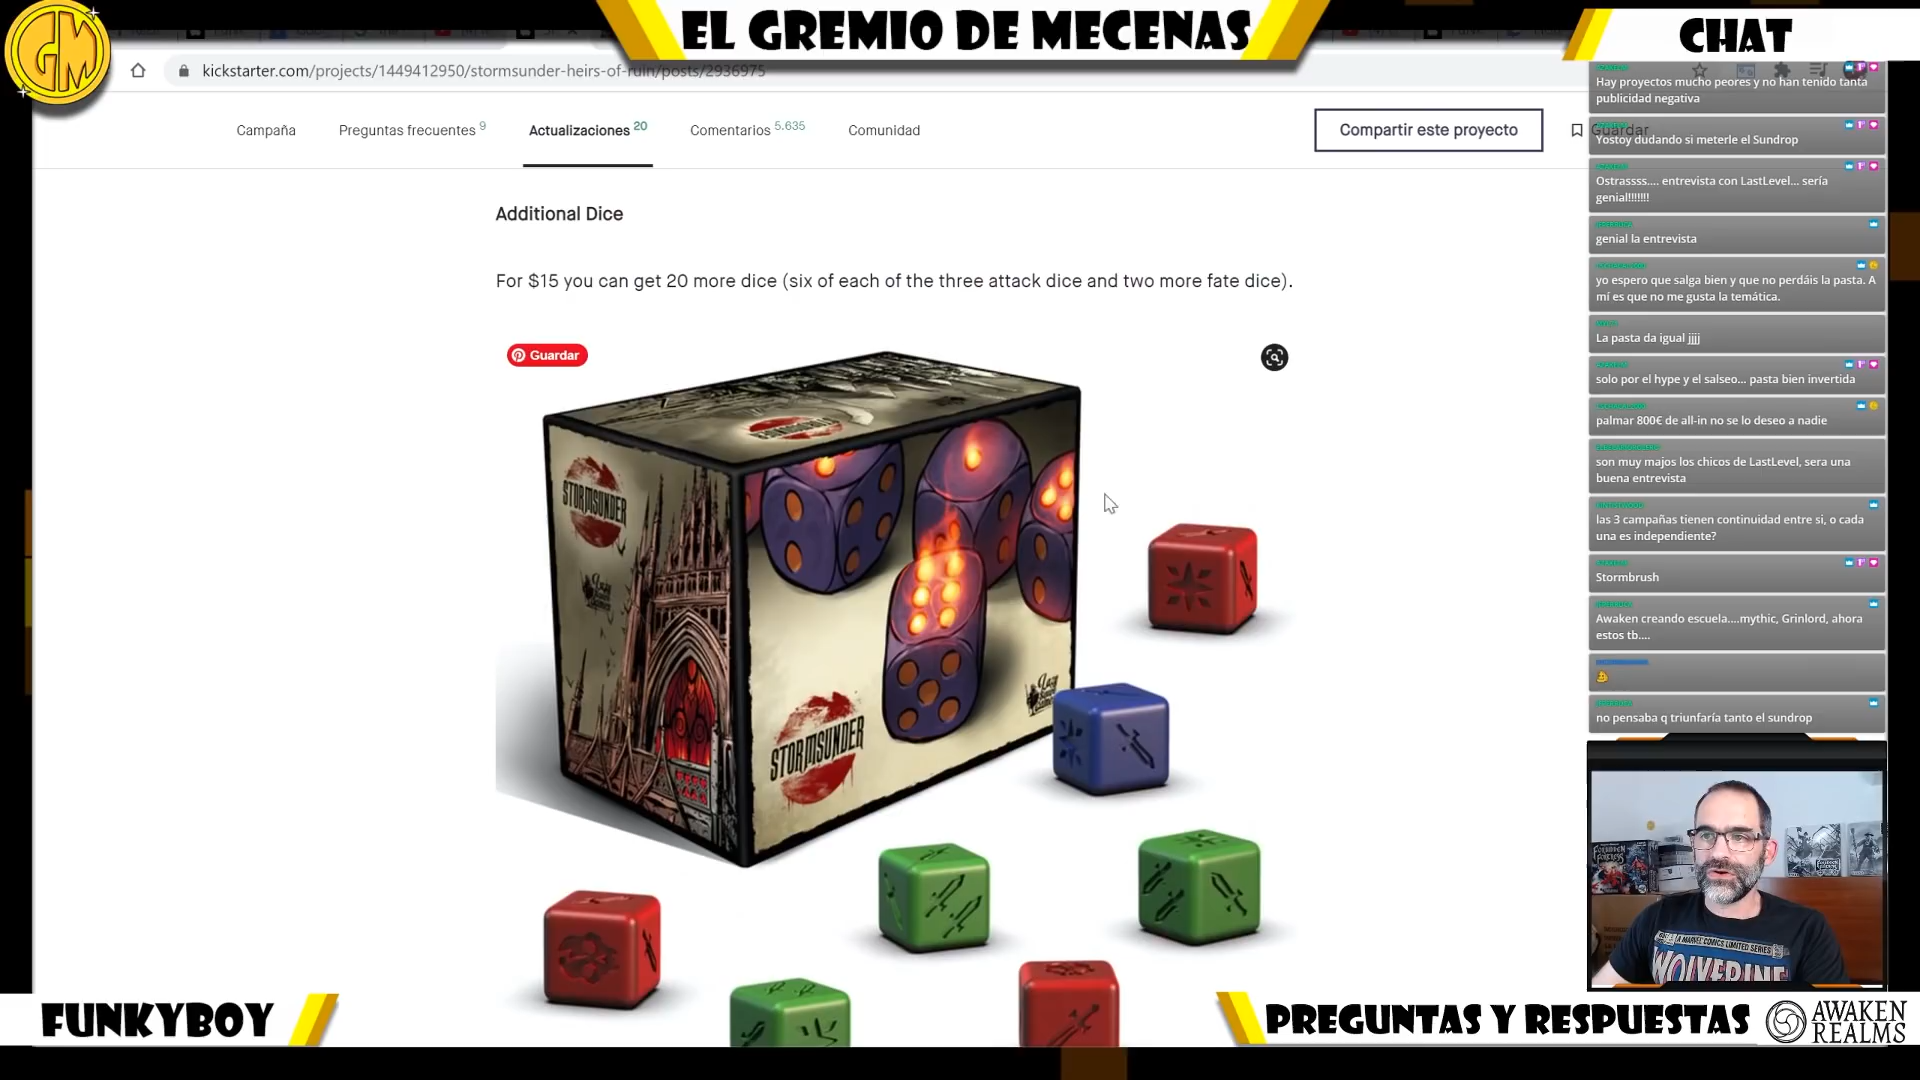 EL GREMIO DE MECENAS
CHAT
GM
kickstarter.com/projects/1449412950/stormsunder-heirs-of-ruin/posts/2936975
Campaña
Preguntas frecuentes 9
Actualizaciones 20
Comentarios 5.635
Comunidad
Compartir este proyecto
Guardar
Additional Dice
For $15 you can get 20 more dice (six of each of the three attack dice and two more fate dice).
Guardar
STORMSUNDER
STORMSUNDER
Hay proyectos mucho peores y no han tenido tanta
publicidad negativa
Yostoy dudando si meterle el Sundrop
Ostrassss.... entrevista con LastLevel... sería
genial!!!!!!!
genial la entrevista
yo espero que salga bien y que no perdáis la pasta. A
mí es que no me gusta la temática.
La pasta da igual jjjj
solo por el hype y el salseo... pasta bien invertida
palmar 800€ de all-in no se lo deseo a nadie
son muy majos los chicos de LastLevel, sera una
buena entrevista
las 3 campañas tienen continuidad entre si, o cada
una es independiente?
Stormbrush
Awaken creando escuela....mythic, Grinlord, ahora
estos tb....
no pensaba q triunfaría tanto el sundrop
FORBIDDEN
FORTRESS
A MARVEL COMICS LIMITED SERIES
WOLVERINE
FUNKYBOY
PREGUNTAS Y RESPUESTAS
AWAKEN
REALMS